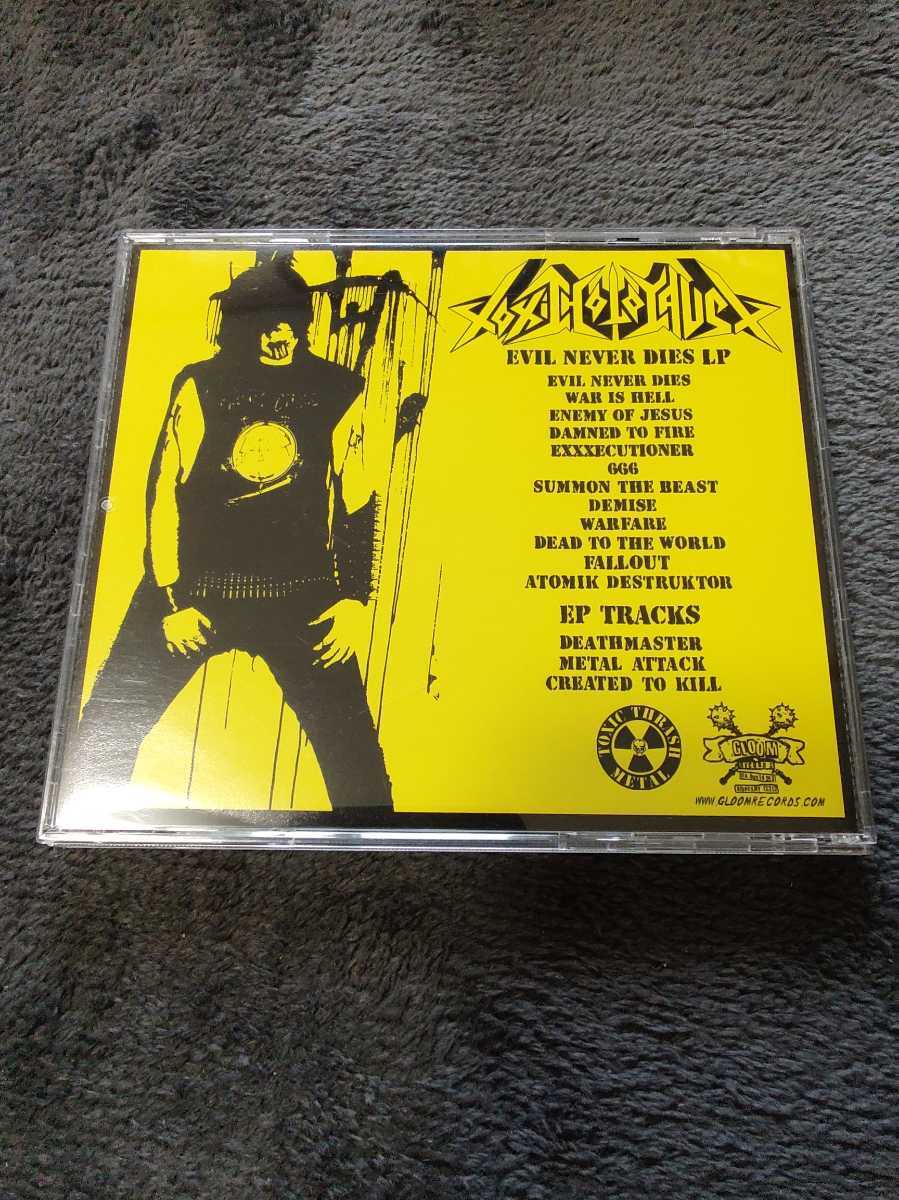 TOXIC HOLOCAUST
EVIL NEVER DIES LP
EVIL NEVER DIES
WAR IS HELL
ENEMY OF JESUS
DAMNED TO FIRE
EXXXECUTIONER
666
SUMMON THE BEAST
DEMISE
WARFARE
DEAD TO THE WORLD
FALLOUT
ATOMIK DESTRUKTOR
EP TRACKS
DEATHMASTER
METAL ATTACK
CREATED TO KILL
TOXIC THRASH
METAL
GLOOM
RECORDS
WWW.GLOOMRECORDS.COM